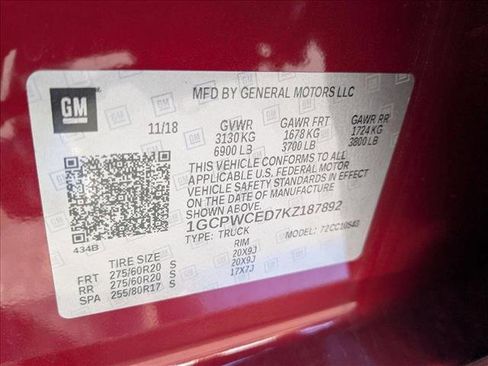 GM
MFD BY GENERAL MOTORS LLC
11/18 GVWR GAWR FRT GAWR RR
3130 KG 1678 KG 1724 KG
6900 LB 3700 LB 3800 LB
THIS VEHICLE CONFORMS TO ALL
APPLICABLE U.S. FEDERAL MOTOR
VEHICLE SAFETY STANDARDS IN EFFECT
ON THE DATE OF MANUFACTURE
1GCPWCED7KZ187892
434B TYPE: TRUCK MODEL:
TIRE SIZE RIM
FRT 275/60R20 S 20X9J
RR 275/60R20 S 20X9J
SPA 255/80R17 S 17X7J